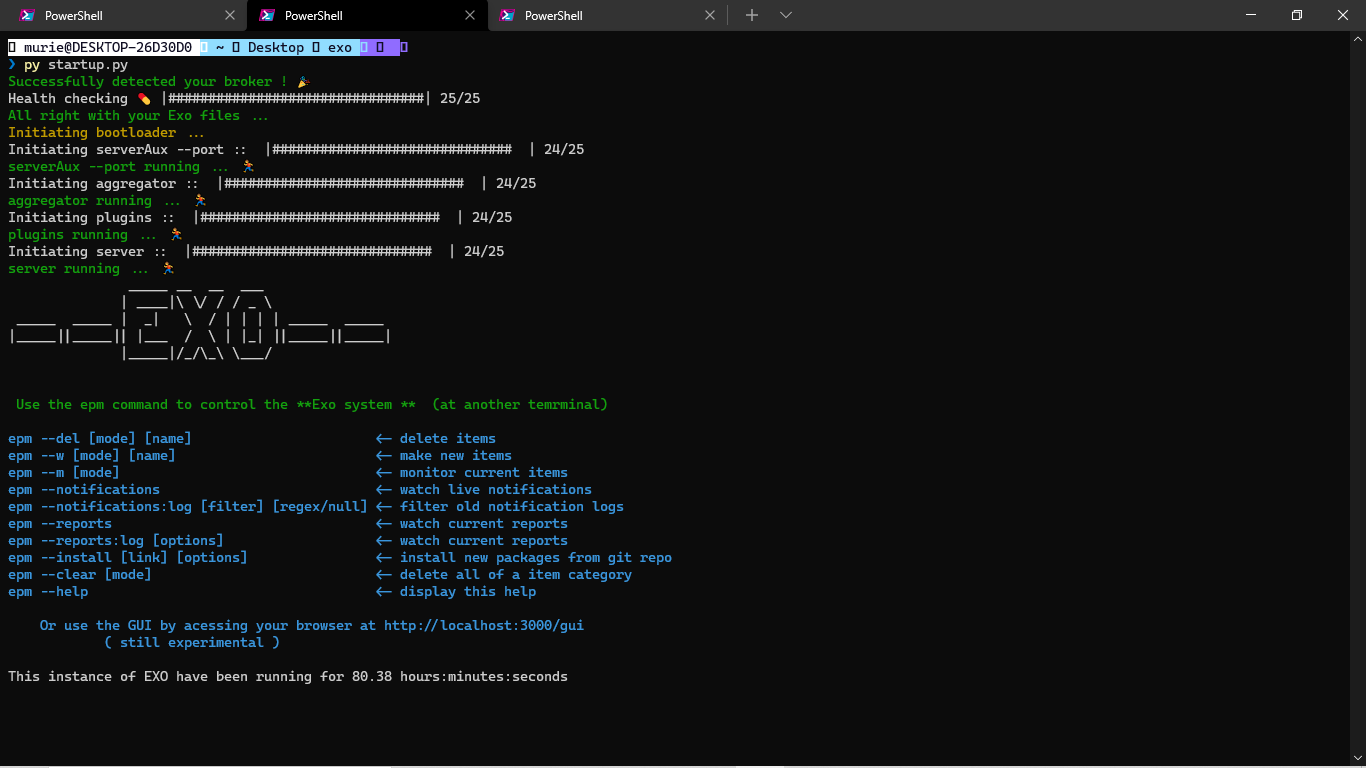 PowerShell PowerShell PowerShell
murie@DESKTOP-26D30D0 ~ Desktop exo
❯ py startup.py
Successfully detected your broker ! 🎉
Health checking 💊 |################################| 25/25
All right with your Exo files ...
Initiating bootloader ...
Initiating serverAux --port ::  |##############################  | 24/25
serverAux --port running ... 🏃
Initiating aggregator ::  |##############################  | 24/25
aggregator running ... 🏃
Initiating plugins ::  |##############################  | 24/25
plugins running ... 🏃
Initiating server ::  |##############################  | 24/25
server running ... 🏃
EXO
Use the epm command to control the **Exo system **  (at another temrminal)
epm --del [mode] [name] <- delete items
epm --w [mode] [name] <- make new items
epm --m [mode] <- monitor current items
epm --notifications <- watch live notifications
epm --notifications:log [filter] [regex/null] <- filter old notification logs
epm --reports <- watch current reports
epm --reports:log [options] <- watch current reports
epm --install [link] [options] <- install new packages from git repo
epm --clear [mode] <- delete all of a item category
epm --help <- display this help
Or use the GUI by acessing your browser at http://localhost:3000/gui
( still experimental )
This instance of EXO have been running for 80.38 hours:minutes:seconds